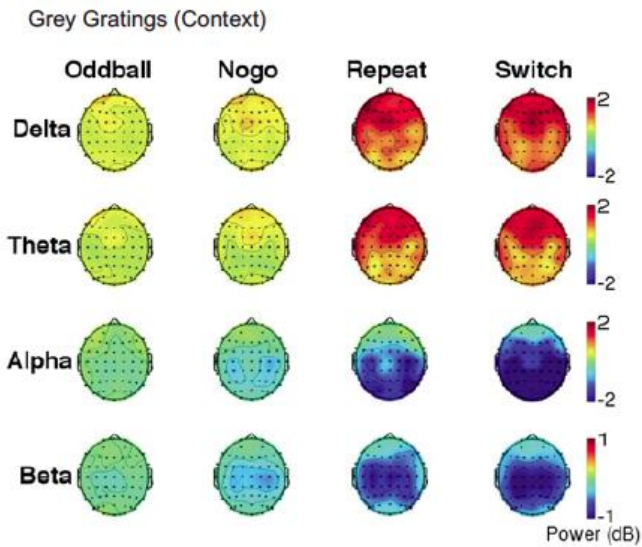 Grey Gratings (Context)
Oddball Nogo Repeat Switch
Delta 2
-2
Theta 2
-2
Alpha 2
-2
Beta 1
-1
Power (dB)